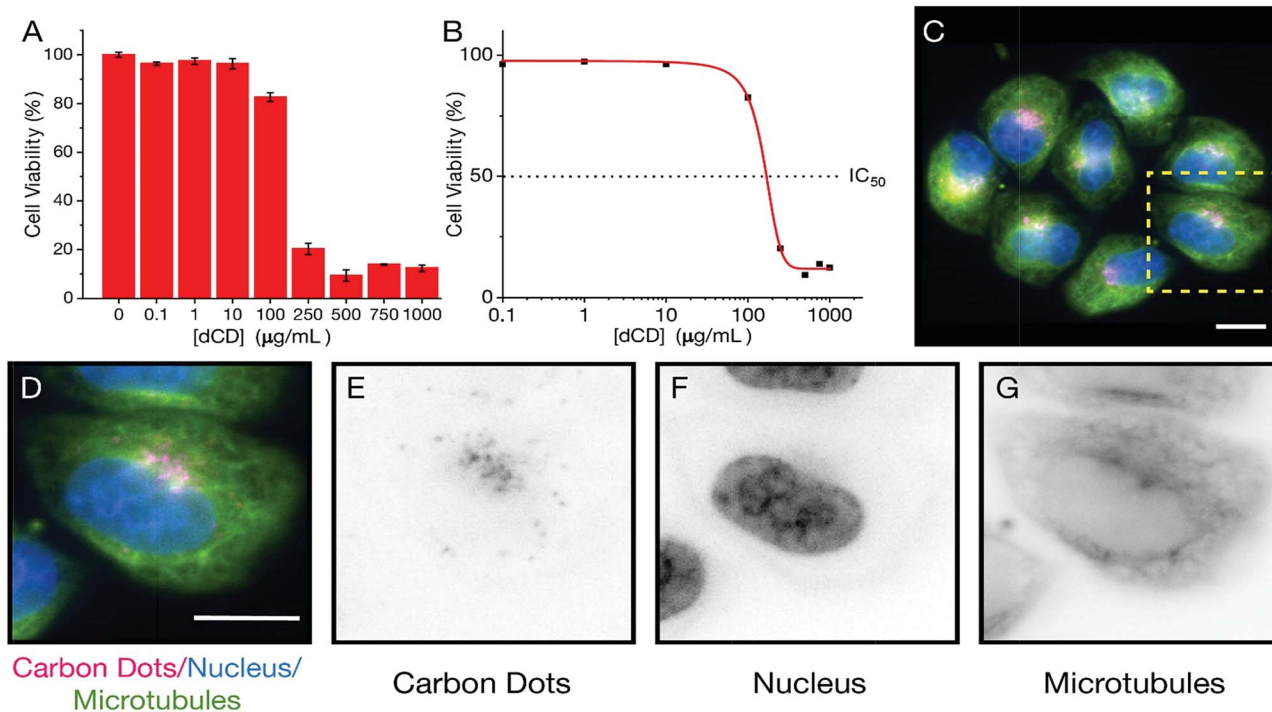 A
Cell Viability (%)
100
80
60
40
20
0
0 0.1 1 10 100 250 500 750 1000
[dCD] (µg/mL)
B
Cell Viability (%)
100
50
0
IC50
0.1 1 10 100 1000
[dCD] (µg/mL)
C
D
Carbon Dots/Nucleus/
Microtubules
E
Carbon Dots
F
Nucleus
G
Microtubules